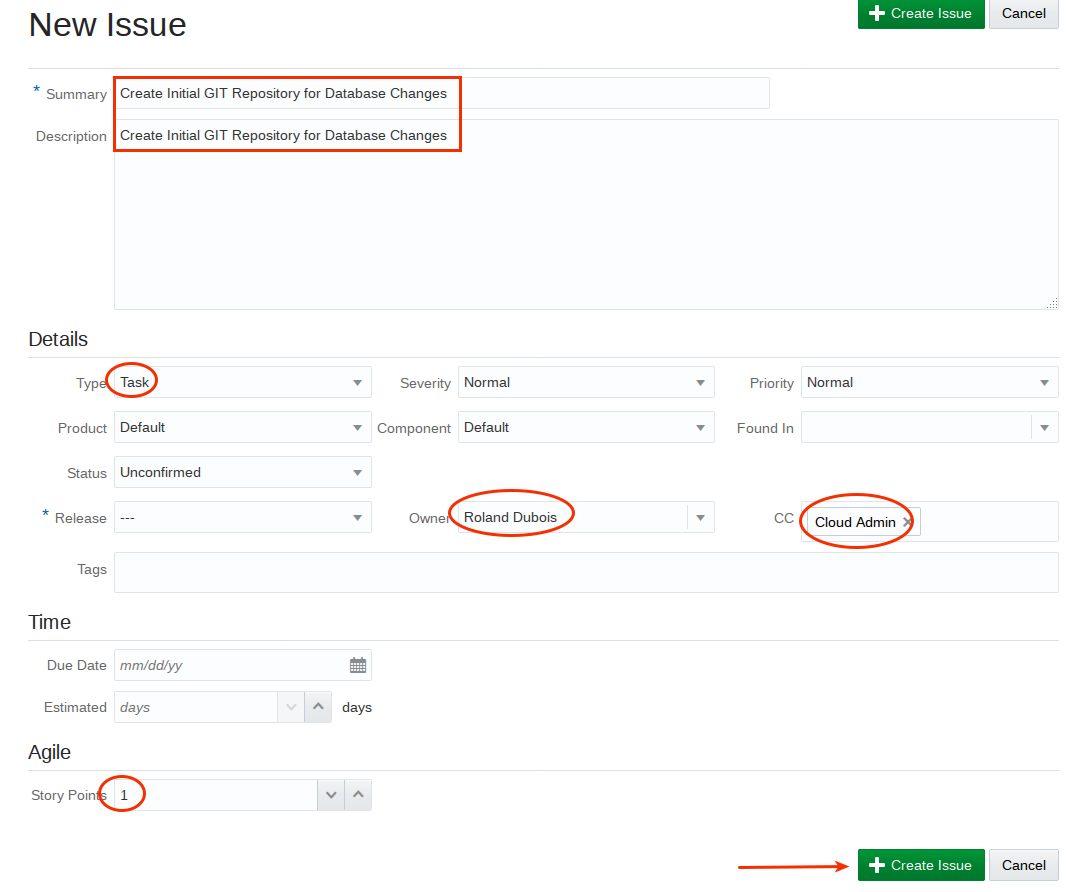 New Issue
Create Issue Cancel
* Summary Create Initial GIT Repository for Database Changes
Description Create Initial GIT Repository for Database Changes
Details
Type Task Severity Normal Priority Normal
Product Default Component Default Found In
Status Unconfirmed
* Release --- Owner Roland Dubois CC Cloud Admin ×
Tags
Time
Due Date mm/dd/yy
Estimated days days
Agile
Story Points 1
Create Issue Cancel